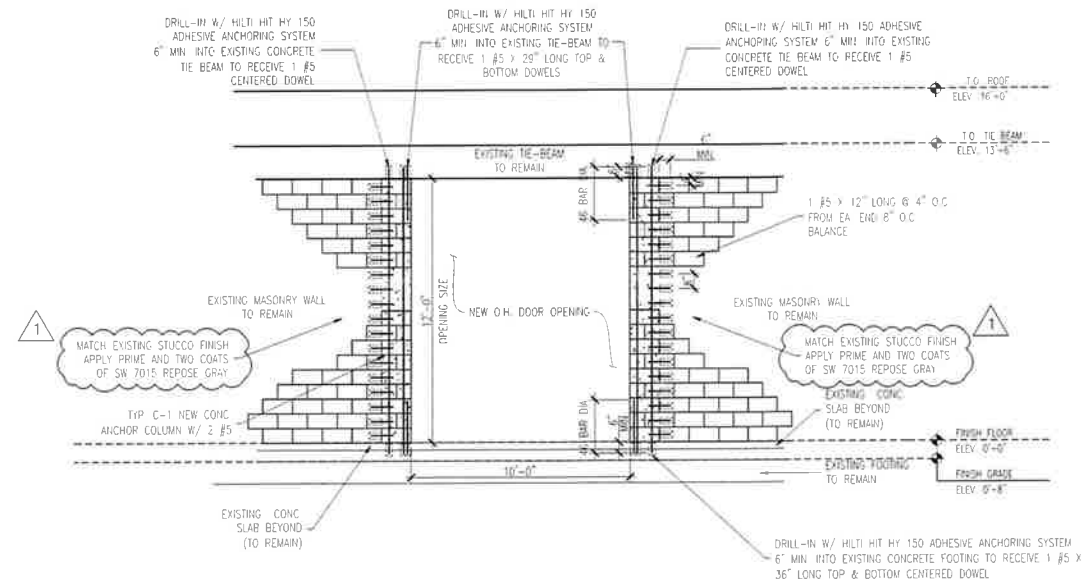 DRILL-IN W/ HILTI HIT HY 150
ADHESIVE ANCHORING SYSTEM
6" MIN INTO EXISTING CONCRETE
TIE BEAM TO RECEIVE 1 #5
CENTERED DOWEL
DRILL-IN W/ HILTI HIT HY 150
ADHESIVE ANCHORING SYSTEM
6" MIN INTO EXISTING TIE-BEAM TO
RECEIVE 1 #5 X 29" LONG TOP &
BOTTOM DOWELS
DRILL-IN W/ HILTI HIT HY 150 ADHESIVE
ANCHORING SYSTEM 6" MIN INTO EXISTING
CONCRETE TIE BEAM TO RECEIVE 1 #5
CENTERED DOWEL
T.O. ROOF
ELEV. 16'-0"
T.O. TIE BEAM
ELEV. 13'-6"
EXISTING TIE-BEAM
TO REMAIN
6"
MIN.
46 BAR DIA
6"
1 #5 X 12" LONG @ 4" O.C
FROM EA. END 8" O.C
BALANCE
EXISTING MASONRY WALL
TO REMAIN
OPENING SIZE
12'-0"
NEW O.H. DOOR OPENING
8"
EXISTING MASONRY WALL
TO REMAIN
1
MATCH EXISTING STUCCO FINISH
APPLY PRIME AND TWO COATS
OF SW 7015 REPOSE GRAY
1
MATCH EXISTING STUCCO FINISH
APPLY PRIME AND TWO COATS
OF SW 7015 REPOSE GRAY
TYP C-1 NEW CONC
ANCHOR COLUMN W/ 2 #5
46 BAR DIA
6"
MIN
EXISTING CONC
SLAB BEYOND
(TO REMAIN)
FINISH FLOOR
ELEV. 0'-0"
10'-0"
EXISTING FOOTING
TO REMAIN
FINISH GRADE
ELEV. 0'-8"
EXISTING CONC
SLAB BEYOND
(TO REMAIN)
DRILL-IN W/ HILTI HIT HY 150 ADHESIVE ANCHORING SYSTEM
6" MIN INTO EXISTING CONCRETE FOOTING TO RECEIVE 1 #5 X
36" LONG TOP & BOTTOM CENTERED DOWEL